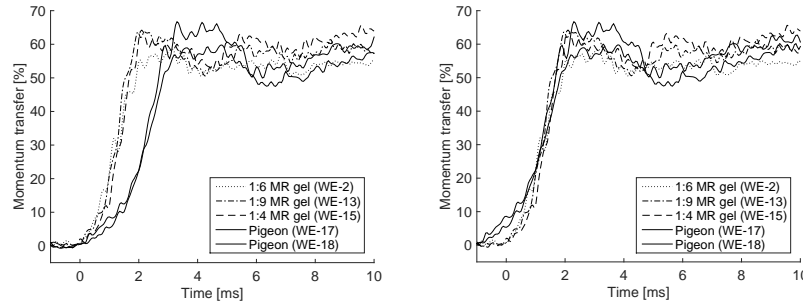 Momentum transfer [%]
70
60
50
40
30
20
10
0
1:6 MR gel (WE-2)
1:9 MR gel (WE-13)
1:4 MR gel (WE-15)
Pigeon (WE-17)
Pigeon (WE-18)
0 2 4 6 8 10
Time [ms]
Momentum transfer [%]
70
60
50
40
30
20
10
0
1:6 MR gel (WE-2)
1:9 MR gel (WE-13)
1:4 MR gel (WE-15)
Pigeon (WE-17)
Pigeon (WE-18)
0 2 4 6 8 10
Time [ms]